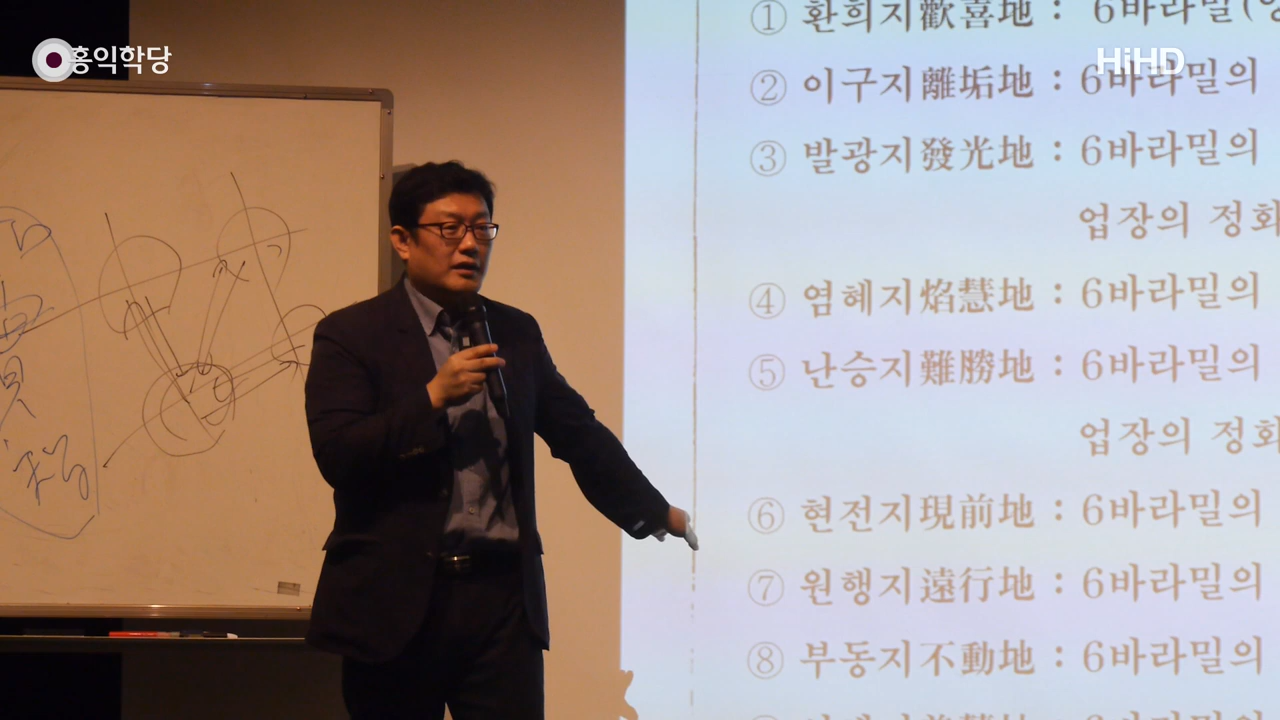 홍익학당
HiHD
① 환희지歡喜地 : 6바라밀
② 이구지離垢地 : 6바라밀의
③ 발광지發光地 : 6바라밀의
업장의 정화
④ 염혜지焰慧地 : 6바라밀의
⑤ 난승지難勝地 : 6바라밀의
업장의 정화
⑥ 현전지現前地 : 6바라밀의
⑦ 원행지遠行地 : 6바라밀의
⑧ 부동지不動地 : 6바라밀의